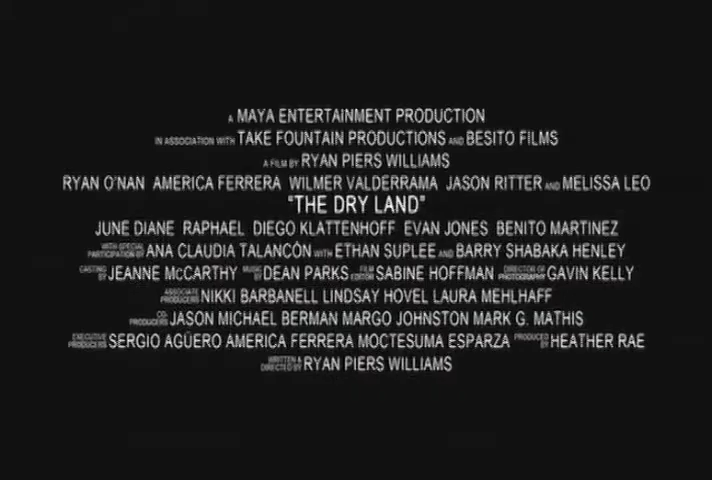 A MAYA ENTERTAINMENT PRODUCTION
IN ASSOCIATION WITH TAKE FOUNTAIN PRODUCTIONS AND BESITO FILMS
A FILM BY RYAN PIERS WILLIAMS
RYAN O'NAN AMERICA FERRERA WILMER VALDERRAMA JASON RITTER AND MELISSA LEO
"THE DRY LAND"
JUNE DIANE RAPHAEL DIEGO KLATTENHOFF EVAN JONES BENITO MARTINEZ
WITH SPECIAL PARTICIPATION BY ANA CLAUDIA TALANCÓN WITH ETHAN SUPLEE AND BARRY SHABAKA HENLEY
CASTING BY JEANNE McCARTHY MUSIC BY DEAN PARKS FILM EDITOR SABINE HOFFMAN DIRECTOR OF PHOTOGRAPHY GAVIN KELLY
ASSOCIATE PRODUCERS NIKKI BARBANELL LINDSAY HOVEL LAURA MEHLHAFF
CO-PRODUCERS JASON MICHAEL BERMAN MARGO JOHNSTON MARK G. MATHIS
EXECUTIVE PRODUCERS SERGIO AGÜERO AMERICA FERRERA MOCTESUMA ESPARZA PRODUCED BY HEATHER RAE
WRITTEN & DIRECTED BY RYAN PIERS WILLIAMS